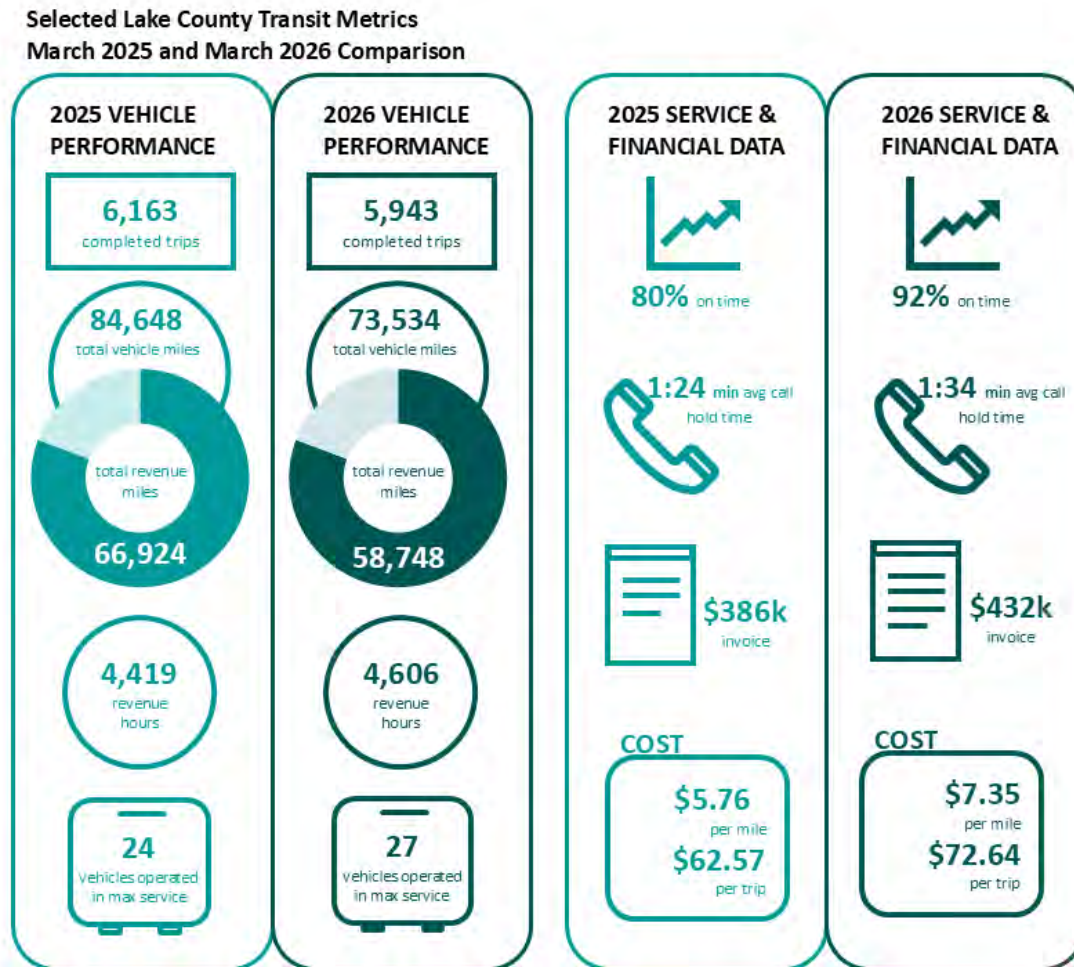 Selected Lake County Transit Metrics
March 2025 and March 2026 Comparison
2025 VEHICLE
PERFORMANCE
6,163
completed trips
84,648
total vehicle miles
total revenue
miles
66,924
4,419
revenue
hours
24
vehicles operated
in max service
2026 VEHICLE
PERFORMANCE
5,943
completed trips
73,534
total vehicle miles
total revenue
miles
58,748
4,606
revenue
hours
27
vehicles operated
in max service
2025 SERVICE &
FINANCIAL DATA
80% on time
1:24 min avg call
hold time
$386k
invoice
COST
$5.76
per mile
$62.57
per trip
2026 SERVICE &
FINANCIAL DATA
92% on time
1:34 min avg call
hold time
$432k
invoice
COST
$7.35
per mile
$72.64
per trip